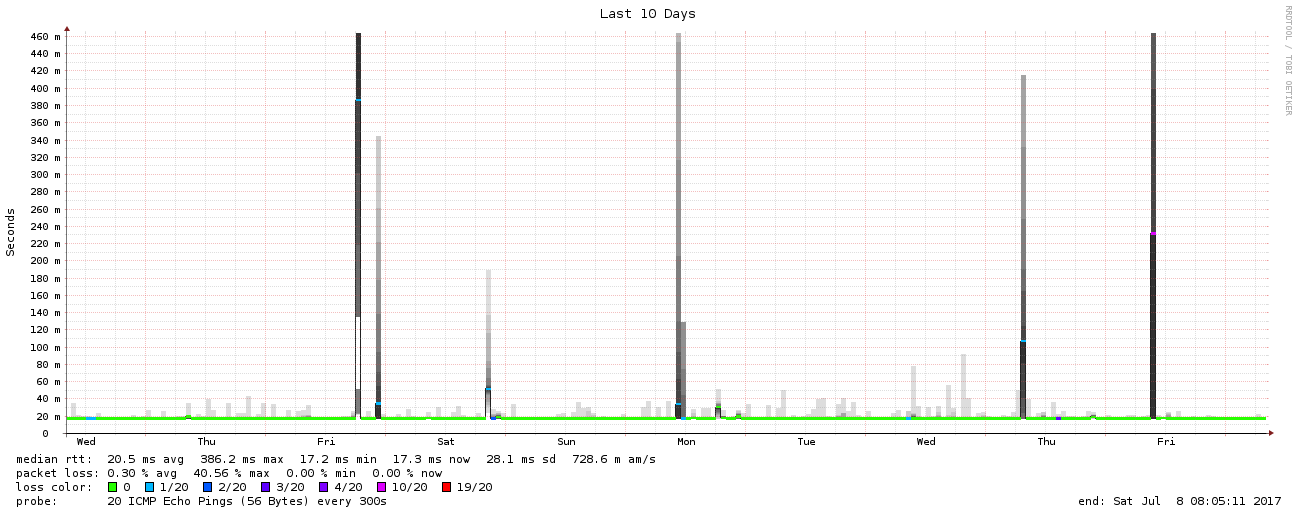 Last 10 Days
RRDTOOL / TOBI OETIKER
Seconds
460 m
440 m
420 m
400 m
380 m
360 m
340 m
320 m
300 m
280 m
260 m
240 m
220 m
200 m
180 m
160 m
140 m
120 m
100 m
80 m
60 m
40 m
20 m
0
Wed Thu Fri Sat Sun Mon Tue Wed Thu Fri
median rtt: 20.5 ms avg 386.2 ms max 17.2 ms min 17.3 ms now 28.1 ms sd 728.6 m am/s
packet loss: 0.30 % avg 40.56 % max 0.00 % min 0.00 % now
loss color: 0 1/20 2/20 3/20 4/20 10/20 19/20
probe: 20 ICMP Echo Pings (56 Bytes) every 300s end: Sat Jul 8 08:05:11 2017